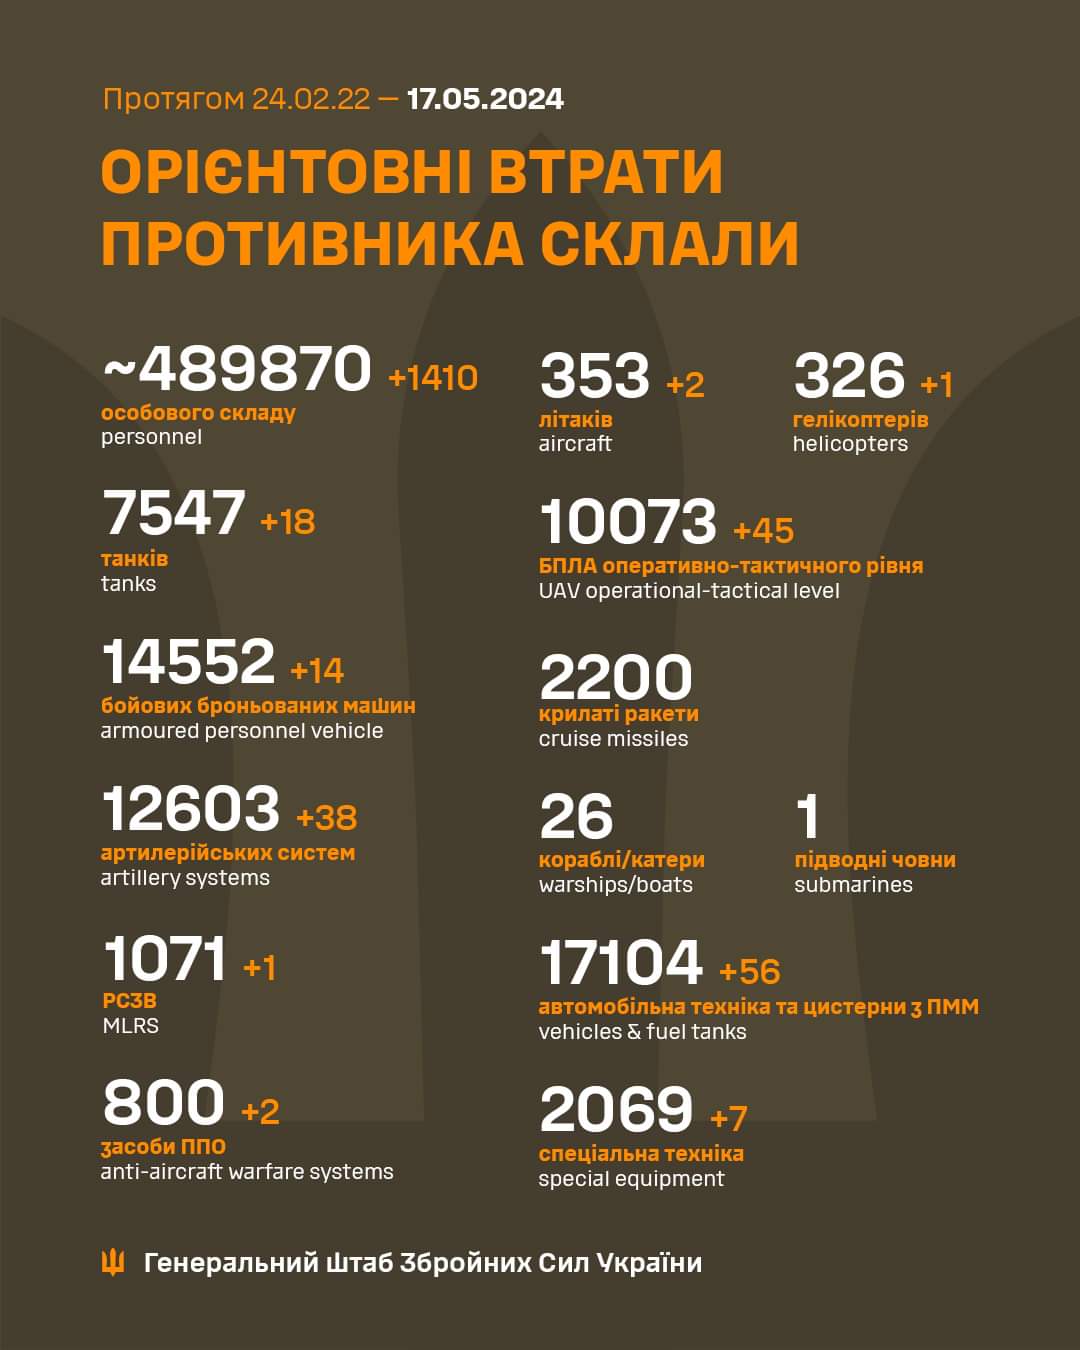 Протягом 24.02.22 — 17.05.2024
ОРІЄНТОВНІ ВТРАТИ
ПРОТИВНИКА СКЛАЛИ
~489870 +1410
особового складу
personnel
353 +2
літаків
aircraft
326 +1
гелікоптерів
helicopters
7547 +18
танків
tanks
10073 +45
БПЛА оперативно-тактичного рівня
UAV operational-tactical level
14552 +14
бойових броньованих машин
armoured personnel vehicle
2200
крилаті ракети
cruise missiles
12603 +38
артилерійських систем
artillery systems
26
кораблі/катери
warships/boats
1
підводні човни
submarines
1071 +1
РСЗВ
MLRS
17104 +56
автомобільна техніка та цистерни з ПММ
vehicles & fuel tanks
800 +2
засоби ППО
anti-aircraft warfare systems
2069 +7
спеціальна техніка
special equipment
Генеральний Штаб Збройних Сил України